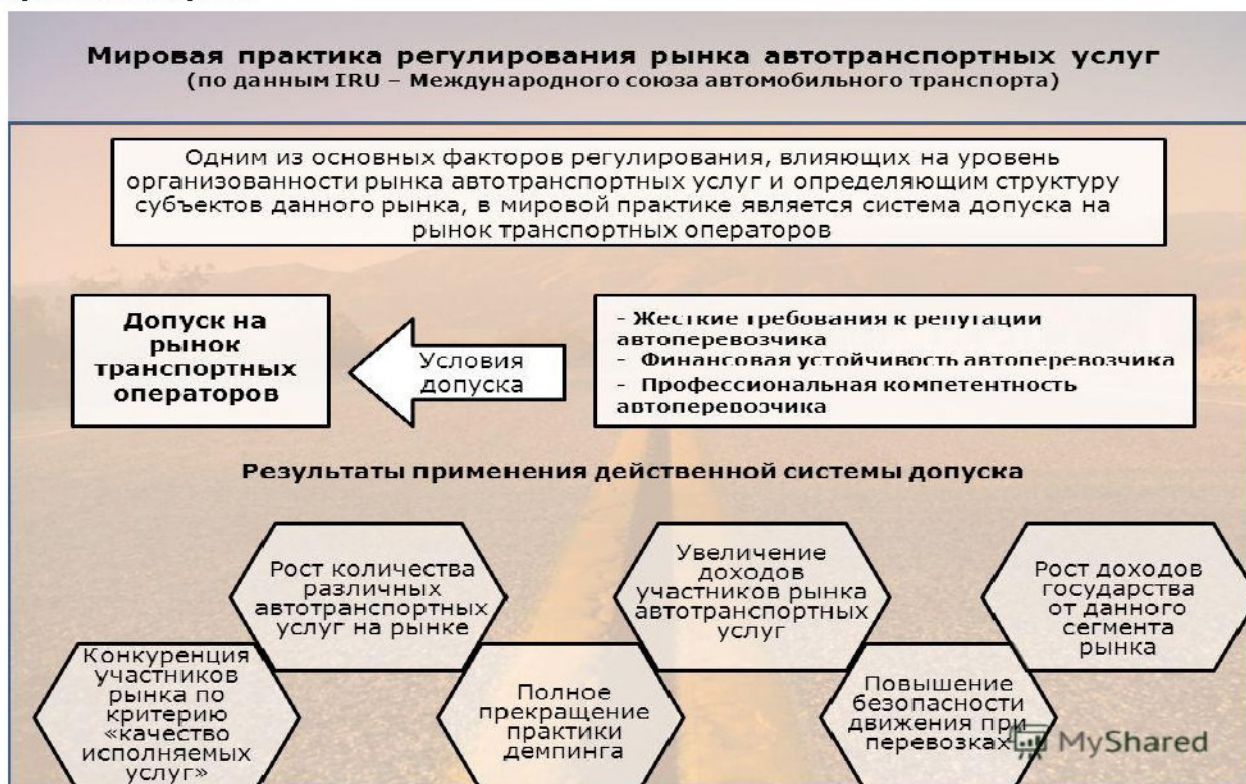 Мировая практика регулирования рынка автотранспортных услуг
(по данным IRU – Международного союза автомобильного транспорта)
Одним из основных факторов регулирования, влияющих на уровень
организованности рынка автотранспортных услуг и определяющим структуру
субъектов данного рынка, в мировой практике является система допуска на
рынок транспортных операторов
Допуск на
рынок
транспортных
операторов
Условия
допуска
- Жесткие требования к репутации
автоперевозчика
- Финансовая устойчивость автоперевозчика
- Профессиональная компетентность
автоперевозчика
Результаты применения действенной системы допуска
Конкуренция
участников
рынка по
критерию
«качество
исполняемых
услуг»
Рост количества
различных
автотранспортных
услуг на рынке
Полное
прекращение
практики
демпинга
Увеличение
доходов
участников рынка
автотранспортных
услуг
Повышение
безопасности
движения при
перевозках
Рост доходов
государства
от данного
сегмента
рынка
MyShared